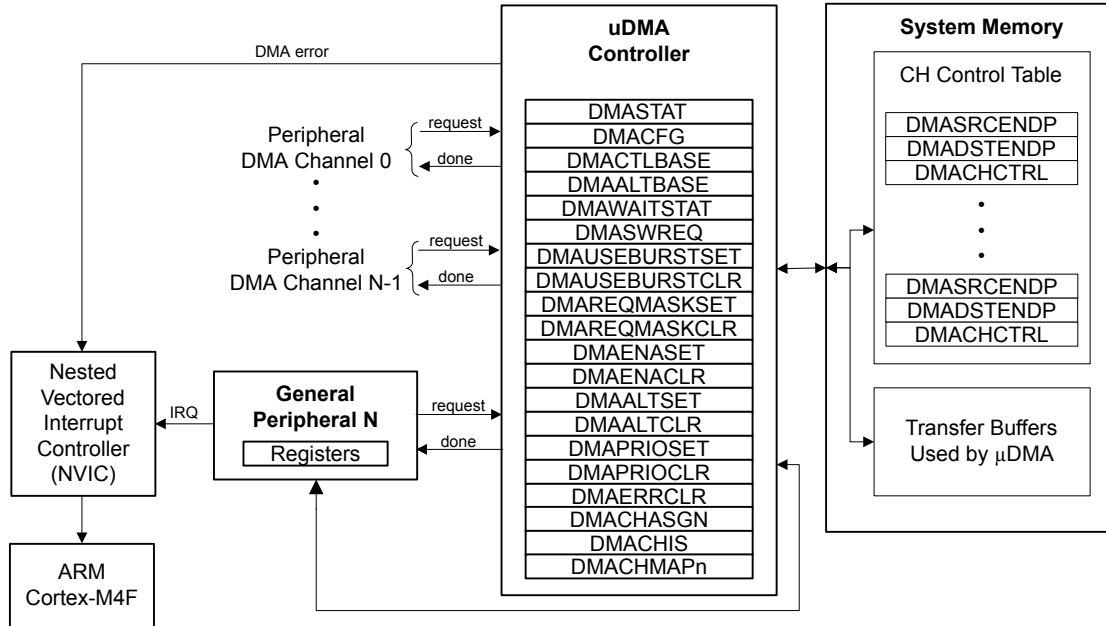 DMA error
Peripheral
DMA Channel 0
request
done
•
•
•
Peripheral
DMA Channel N-1
request
done
Nested
Vectored
Interrupt
Controller
(NVIC)
IRQ
General
Peripheral N
Registers
request
done
ARM
Cortex-M4F
uDMA
Controller
DMASTAT
DMACFG
DMACTLBASE
DMAALTBASE
DMAWAITSTAT
DMASWREQ
DMAUSEBURSTSET
DMAUSEBURSTCLR
DMAREQMASKSET
DMAREQMASKCLR
DMAENASET
DMAENACLR
DMAALTSET
DMAALTCLR
DMAPRIOSET
DMAPRIOCLR
DMAERRCLR
DMACHASGN
DMACHIS
DMACHMAPn
System Memory
CH Control Table
DMASRCENDP
DMADSTENDP
DMACHCTRL
•
•
•
DMASRCENDP
DMADSTENDP
DMACHCTRL
Transfer Buffers
Used by µDMA